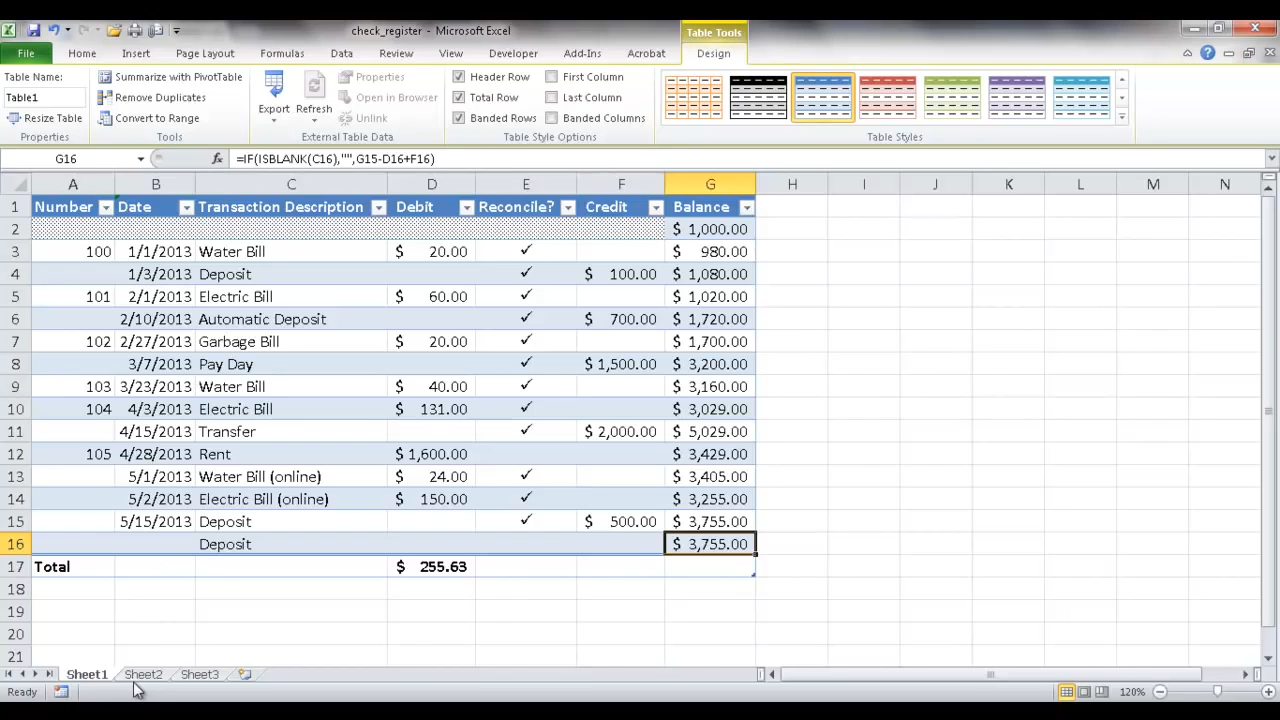 check_register - Microsoft Excel
Table Tools
File Home Insert Page Layout Formulas Data Review View Developer Add-Ins Acrobat Design
Table Name:
Table1
Resize Table
Properties
Summarize with PivotTable
Remove Duplicates
Convert to Range
Tools
Export
Refresh
Properties
Open in Browser
Unlink
External Table Data
Header Row
Total Row
Banded Rows
First Column
Last Column
Banded Columns
Table Style Options
Table Styles
G16 fx =IF(ISBLANK(C16),"",G15-D16+F16)
A B C D E F G H I J K L M N
1 Number Date Transaction Description Debit Reconcile? Credit Balance
2 $ 1,000.00
3 100 1/1/2013 Water Bill $ 20.00 ✓ $ 980.00
4 1/3/2013 Deposit ✓ $ 100.00 $ 1,080.00
5 101 2/1/2013 Electric Bill $ 60.00 ✓ $ 1,020.00
6 2/10/2013 Automatic Deposit ✓ $ 700.00 $ 1,720.00
7 102 2/27/2013 Garbage Bill $ 20.00 ✓ $ 1,700.00
8 3/7/2013 Pay Day ✓ $ 1,500.00 $ 3,200.00
9 103 3/23/2013 Water Bill $ 40.00 ✓ $ 3,160.00
10 104 4/3/2013 Electric Bill $ 131.00 ✓ $ 3,029.00
11 4/15/2013 Transfer ✓ $ 2,000.00 $ 5,029.00
12 105 4/28/2013 Rent $ 1,600.00 $ 3,429.00
13 5/1/2013 Water Bill (online) $ 24.00 ✓ $ 3,405.00
14 5/2/2013 Electric Bill (online) $ 150.00 ✓ $ 3,255.00
15 5/15/2013 Deposit ✓ $ 500.00 $ 3,755.00
16 Deposit $ 3,755.00
17 Total $ 255.63
18
19
20
21
Sheet1 Sheet2 Sheet3
Ready 120%